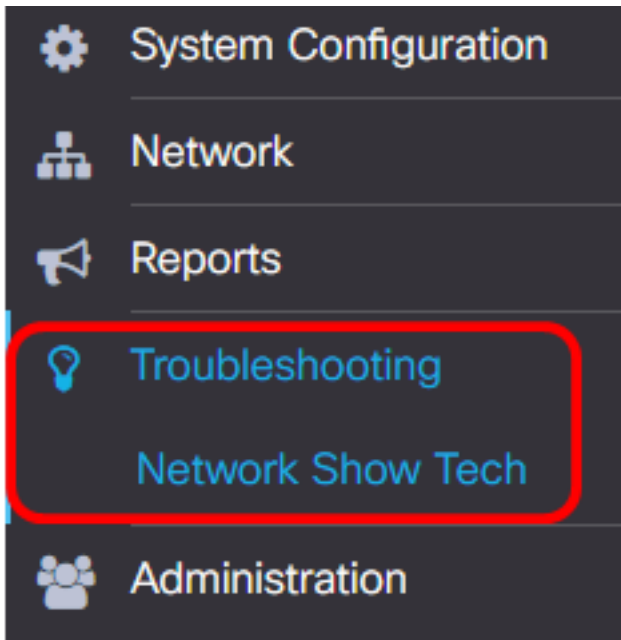 System Configuration
Network
Reports
Troubleshooting
Network Show Tech
Administration